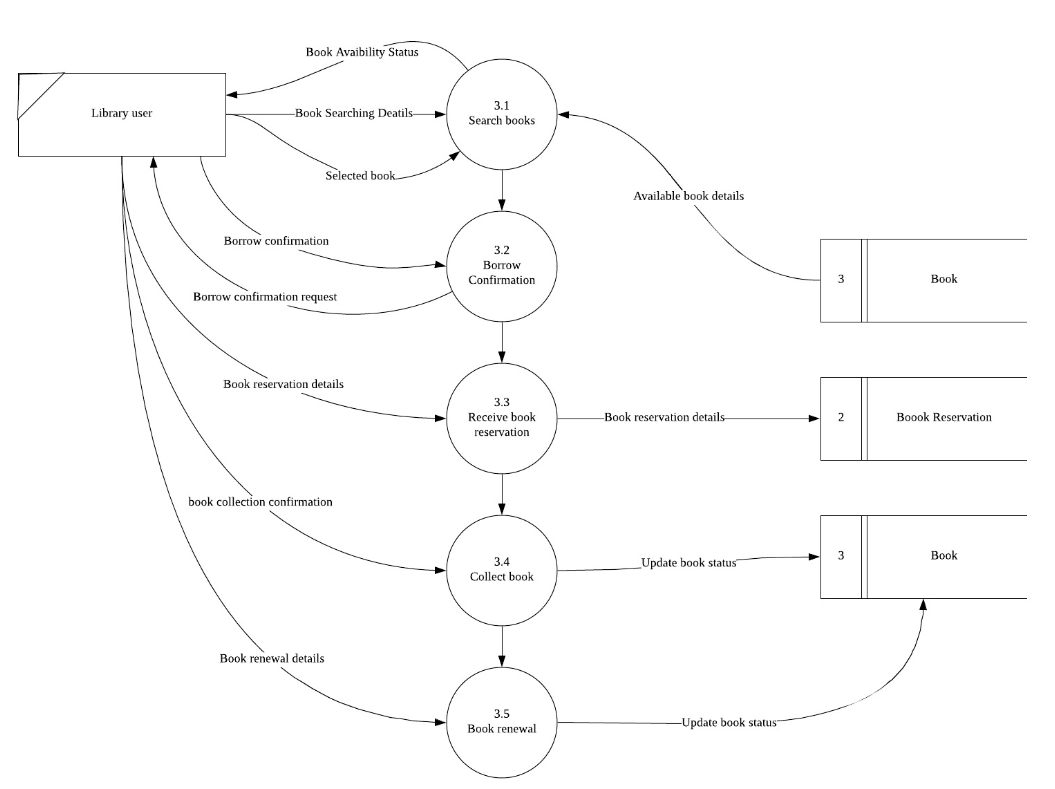 Book Avaibility Status
Library user
Book Searching Deatils
3.1
Search books
Selected book
Available book details
Borrow confirmation
3.2
Borrow
Confirmation
3
Book
Borrow confirmation request
Book reservation details
3.3
Receive book
reservation
Book reservation details
2
Boook Reservation
book collection confirmation
3.4
Collect book
Update book status
3
Book
Book renewal details
3.5
Book renewal
Update book status